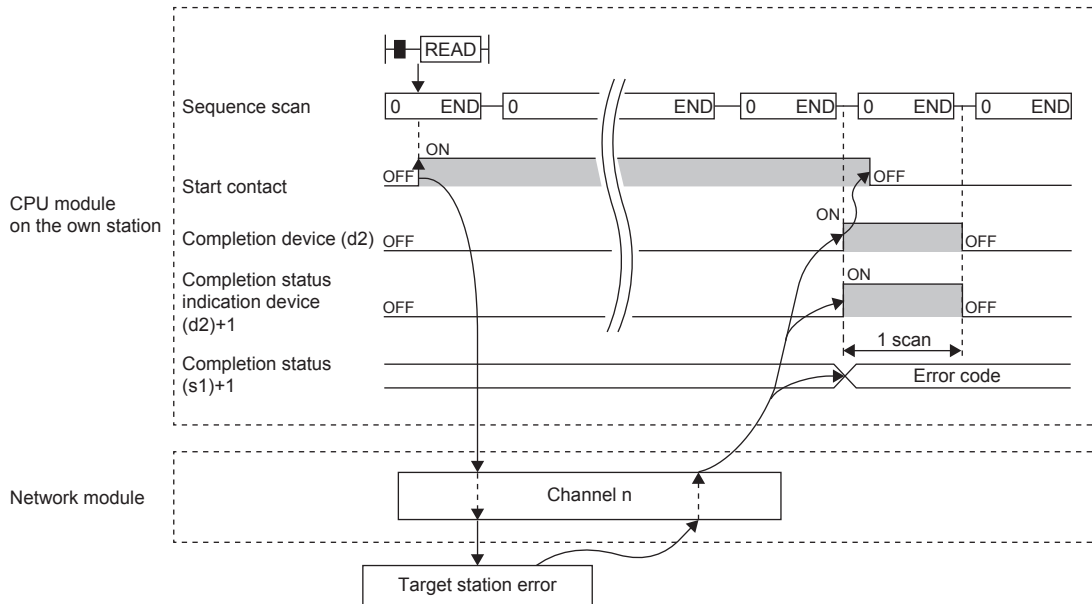 READ
Sequence scan
0 END 0 END 0 END 0 END 0 END
ON
OFF
OFF
Start contact
CPU module
on the own station
ON
Completion device (d2)
OFF
OFF
Completion status
indication device
(d2)+1
ON
OFF
OFF
1 scan
Completion status
(s1)+1
Error code
Network module
Channel n
Target station error